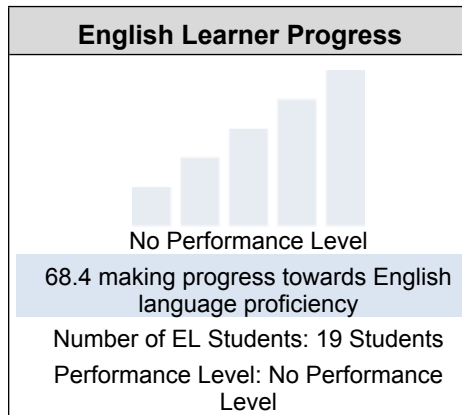 English Learner Progress
No Performance Level
68.4 making progress towards English
language proficiency
Number of EL Students: 19 Students
Performance Level: No Performance
Level